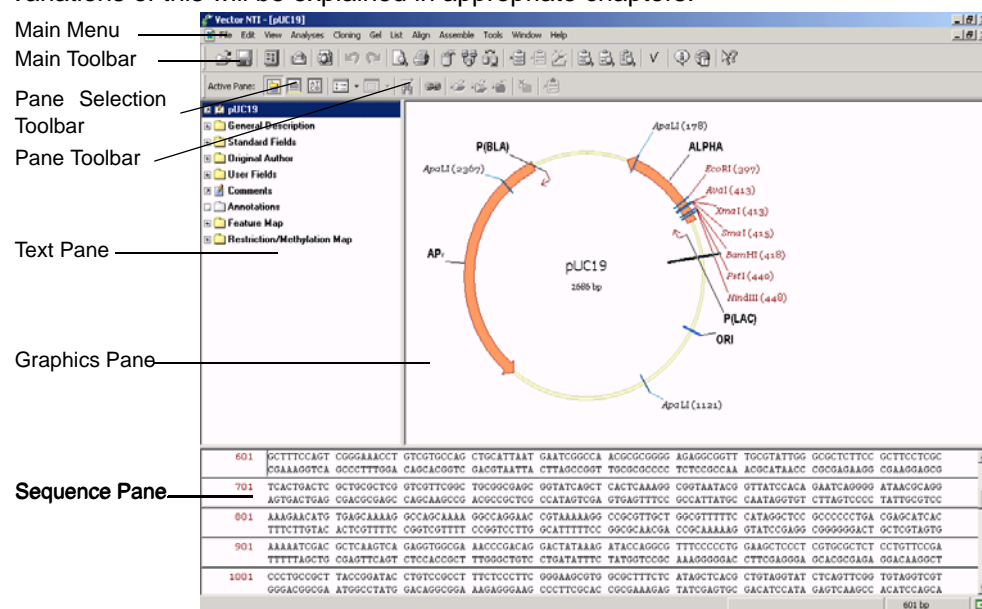 variations of this will be explained in appropriate chapters.
Main Menu
Main Toolbar
Pane Selection
Toolbar
Pane Toolbar
Text Pane
Graphics Pane
Sequence Pane
Vector NTI - [pUC19]
File Edit View Analyses Cloning Gel List Align Assemble Tools Window Help
Active Pane:
pUC19
General Description
Standard Fields
Original Author
User Fields
Comments
Annotations
Feature Map
Restriction/Methylation Map
ApaLI (178)
P(BLA)
ALPHA
ApaLI (2367)
EcoRI (397)
AvaI (413)
XmaI (413)
SmaI (415)
BamHI (418)
PstI (440)
HindIII (448)
APr
pUC19
2686 bp
P(LAC)
ORI
ApaLI (1121)
601 GCTTTCCAGT CGGGAAACCT GTCGTGCCAG CTGCATTAAT GAATCGGCCA ACGCGCGGGG AGAGGCGGTT TGCGTATTGG GCGCTCTTCC GCTTCCTCGC
CGAAAGGTCA GCCCTTTGGA CAGCACGGTC GACGTAATTA CTTAGCCGGT TGCGCGCCCC TCTCCGCCAA ACGCATAACC CGCGAGAAGG CGAAGGAGCG
701 TCACTGACTC GCTGCGCTCG GTCGTTCGGC TGCGGCGAGC GGTATCAGCT CACTCAAAGG CGGTAATACG GTTATCCACA GAATCAGGGG ATAACGCAGG
AGTGACTGAG CGACGCGAGC CAGCAAGCCG ACGCCGCTCG CCATAGTCGA GTGAGTTTCC GCCATTATGC CAATAGGTGT CTTAGTCCCC TATTGCGTCC
801 AAAGAACATG TGAGCAAAAG GCCAGCAAAA GGCCAGGAAC CGTAAAAAGG CCGCGTTGCT GGCGTTTTTC CATAGGCTCC GCCCCCCTGA CGAGCATCAC
TTTCTTGTAC ACTCGTTTTC CGGTCGTTTT CCGGTCCTTG GCATTTTTCC GGCGCAACGA CCGCAAAAAG GTATCCGAGG CGGGGGGACT GCTCGTAGTG
901 AAAAATCGAC GCTCAAGTCA GAGGTGGCGA AACCCGACAG GACTATAAAG ATACCAGGCG TTTCCCCCTG GAAGCTCCCT CGTGCGCTCT CCTGTTCCGA
TTTTTAGCTG CGAGTTCAGT CTCCACCGCT TTGGGCTGTC CTGATATTTC TATGGTCCGC AAAGGGGGAC CTTCGAGGGA GCACGCGAGA GGACAAGGCT
1001 CCCTGCCGCT TACCGGATAC CTGTCCGCCT TTCTCCCTTC GGGAAGCGTG GCGCTTTCTC ATAGCTCACG CTGTAGGTAT CTCAGTTCGG TGTAGGTCGT
GGGACGGCGA ATGGCCTATG GACAGGCGGA AAGAGGGAAG CCCTTCGCAC CGCGAAAGAG TATCGAGTGC GACATCCATA GAGTCAAGCC ACATCCAGCA
601 bp